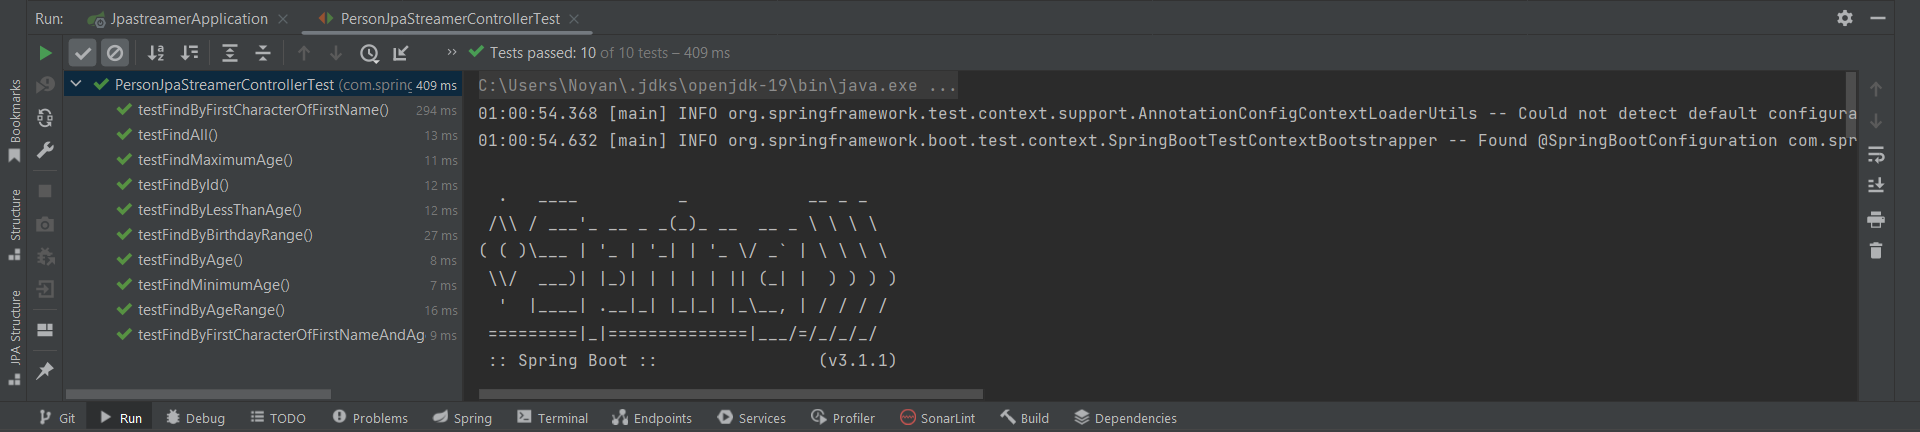 Run: JpastreamerApplication PersonJpaStreamerControllerTest
Tests passed: 10 of 10 tests – 409 ms
PersonJpaStreamerControllerTest (com.spring 409 ms
testFindByFirstCharacterOfFirstName() 294 ms
testFindAll() 13 ms
testFindMaximumAge() 11 ms
testFindById() 12 ms
testFindByLessThanAge() 12 ms
testFindByBirthdayRange() 27 ms
testFindByAge() 8 ms
testFindMinimumAge() 7 ms
testFindByAgeRange() 16 ms
testFindByFirstCharacterOfFirstNameAndAg 9 ms
C:\Users\Noyan\.jdks\openjdk-19\bin\java.exe ...
01:00:54.368 [main] INFO org.springframework.test.context.support.AnnotationConfigContextLoaderUtils -- Could not detect default configura
01:00:54.632 [main] INFO org.springframework.boot.test.context.SpringBootTestContextBootstrapper -- Found @SpringBootConfiguration com.spr
  .   ____          _            __ _ _
 /\\ / ___'_ __ _ _(_)_ __  __ _ \ \ \ \
( ( )\___ | '_ | '_| | '_ \/ _` | \ \ \ \
 \\/  ___)| |_)| | | | | || (_| |  ) ) ) )
  '  |____| .__|_| |_|_| |_\__, | / / / /
 =========|_|==============|___/=/_/_/_/
 :: Spring Boot ::                (v3.1.1)
Bookmarks
Structure
JPA Structure
Git Run Debug TODO Problems Spring Terminal Endpoints Services Profiler SonarLint Build Dependencies